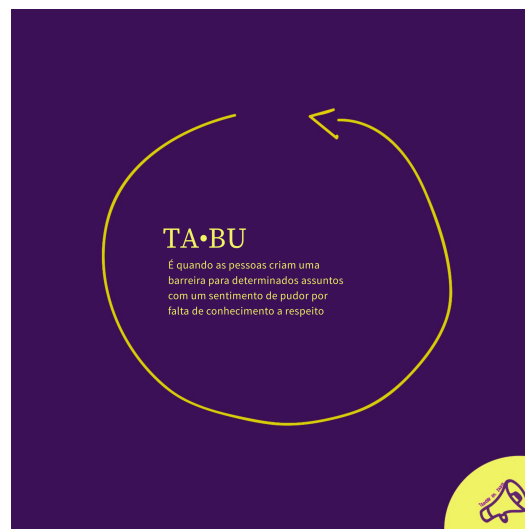 TA•BU
É quando as pessoas criam uma
barreira para determinados assuntos
com um sentimento de pudor por
falta de conhecimento a respeito